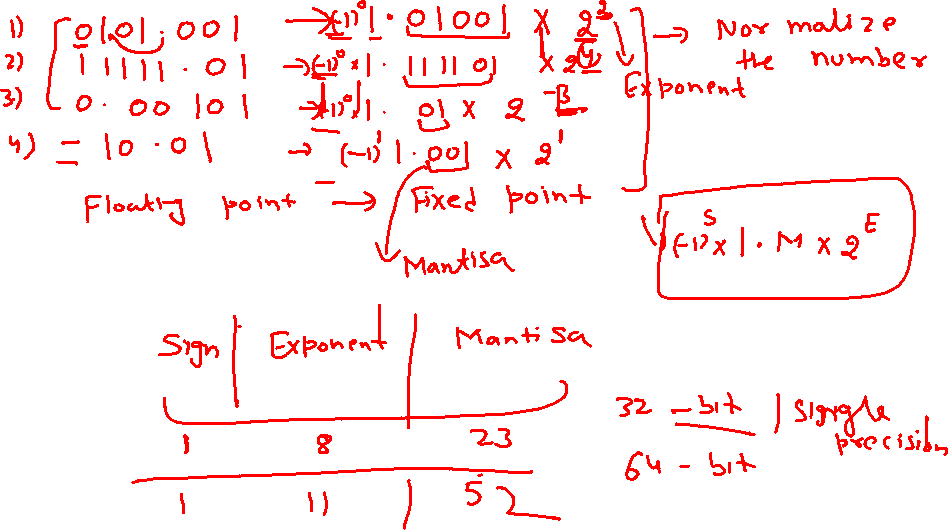 1) 0101.001 → (-1)⁰ 1.01001 × 2² → Normalize
2) 11111.01 → (-1)⁰ × 1.111101 × 2⁴ the number
3) 0.00101 → (-1)⁰ 1.01 × 2⁻³ Exponent
4) -10.01 → (-1)¹ 1.001 × 2¹
Floating point → Fixed point
(-1)ˢ × 1.M × 2ᴱ
Mantisa
Sign | Exponent | Mantisa
1 8 23
32-bit | Singgle precision
64-bit
1 11 | 52